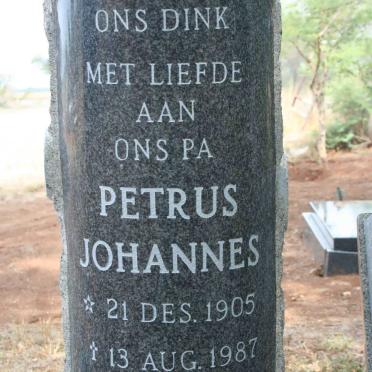 ONS DINK
MET LIEFDE
AAN
ONS PA
PETRUS
JOHANNES
☆ 21 DES. 1905
✝ 13 AUG. 1987